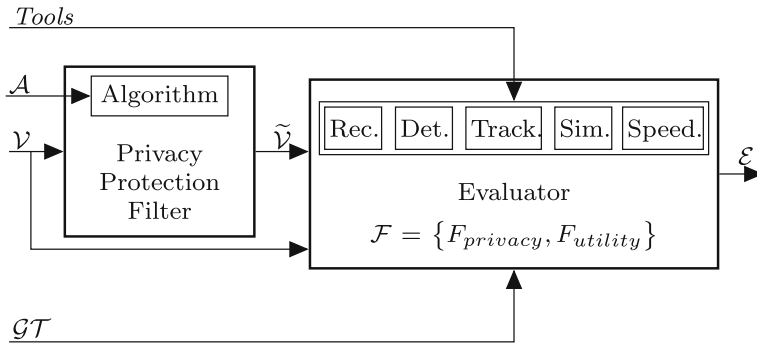 Tools
𝒜
Algorithm
𝒱
Privacy
Protection
Filter
𝒱̃
Rec. Det. Track. Sim. Speed.
Evaluator
ℱ = {F_privacy, F_utility}
ℰ
𝒢𝒯